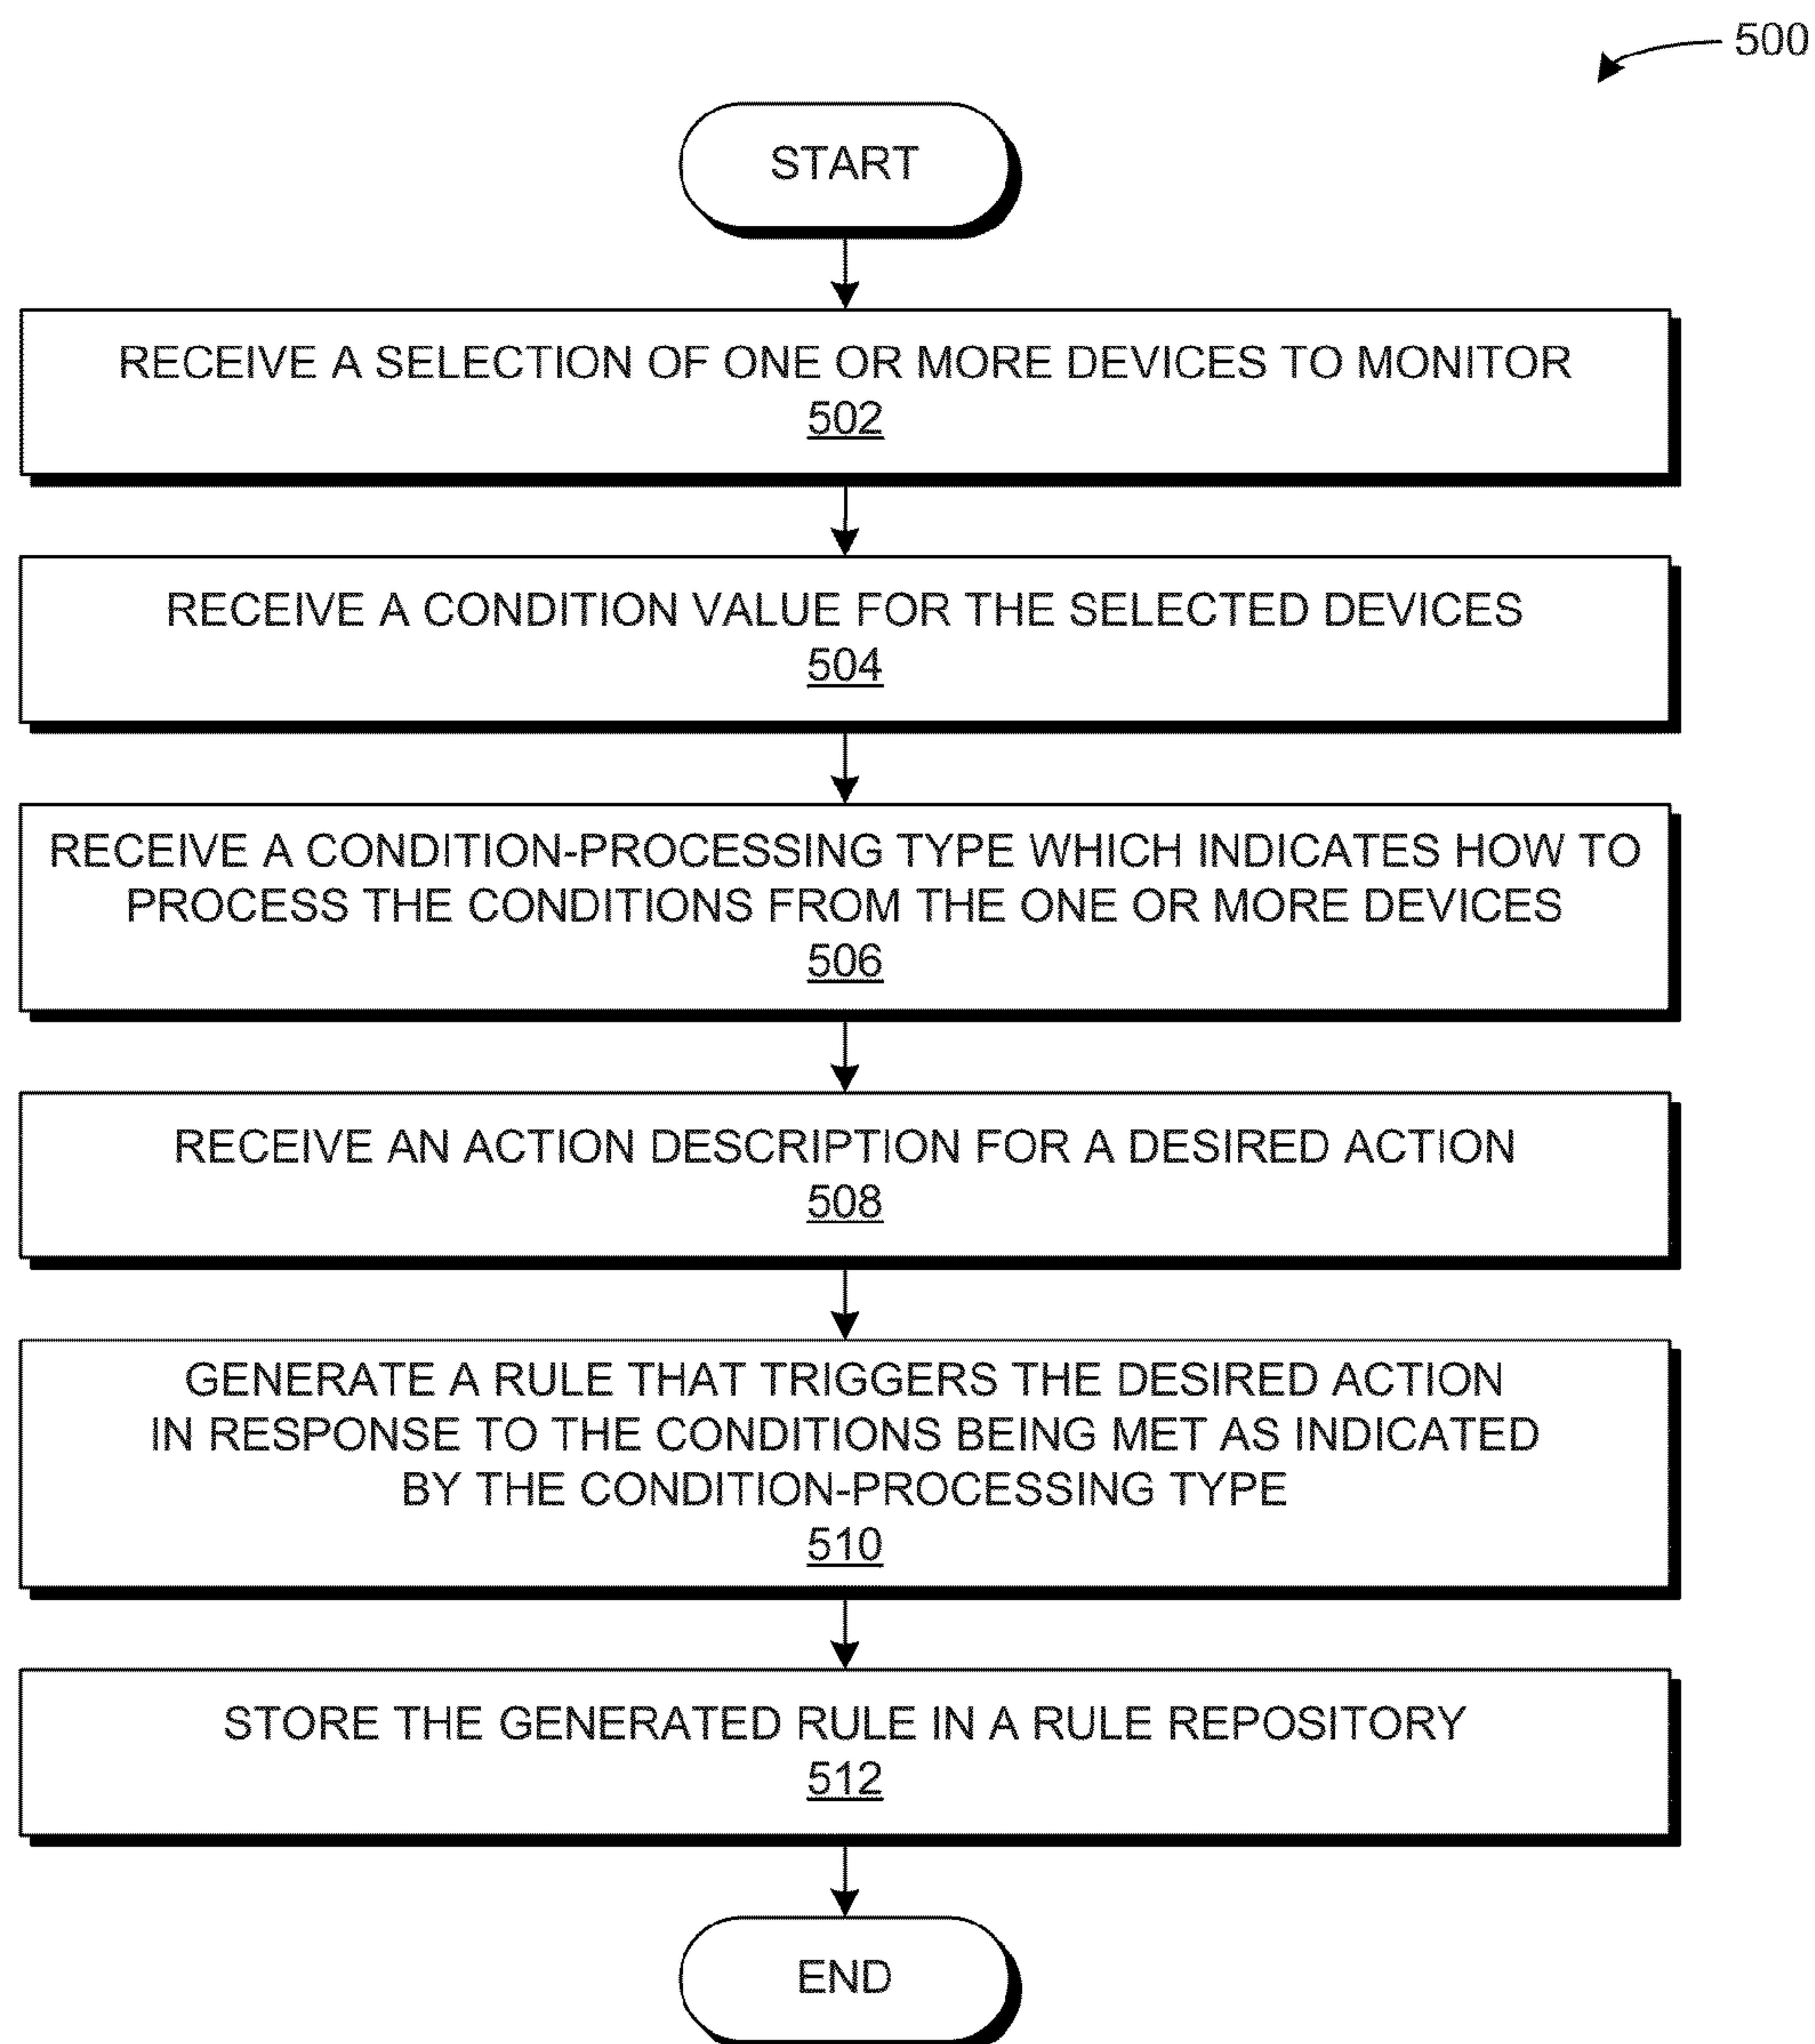 500
START
RECEIVE A SELECTION OF ONE OR MORE DEVICES TO MONITOR
502
RECEIVE A CONDITION VALUE FOR THE SELECTED DEVICES
504
RECEIVE A CONDITION-PROCESSING TYPE WHICH INDICATES HOW TO
PROCESS THE CONDITIONS FROM THE ONE OR MORE DEVICES
506
RECEIVE AN ACTION DESCRIPTION FOR A DESIRED ACTION
508
GENERATE A RULE THAT TRIGGERS THE DESIRED ACTION
IN RESPONSE TO THE CONDITIONS BEING MET AS INDICATED
BY THE CONDITION-PROCESSING TYPE
510
STORE THE GENERATED RULE IN A RULE REPOSITORY
512
END